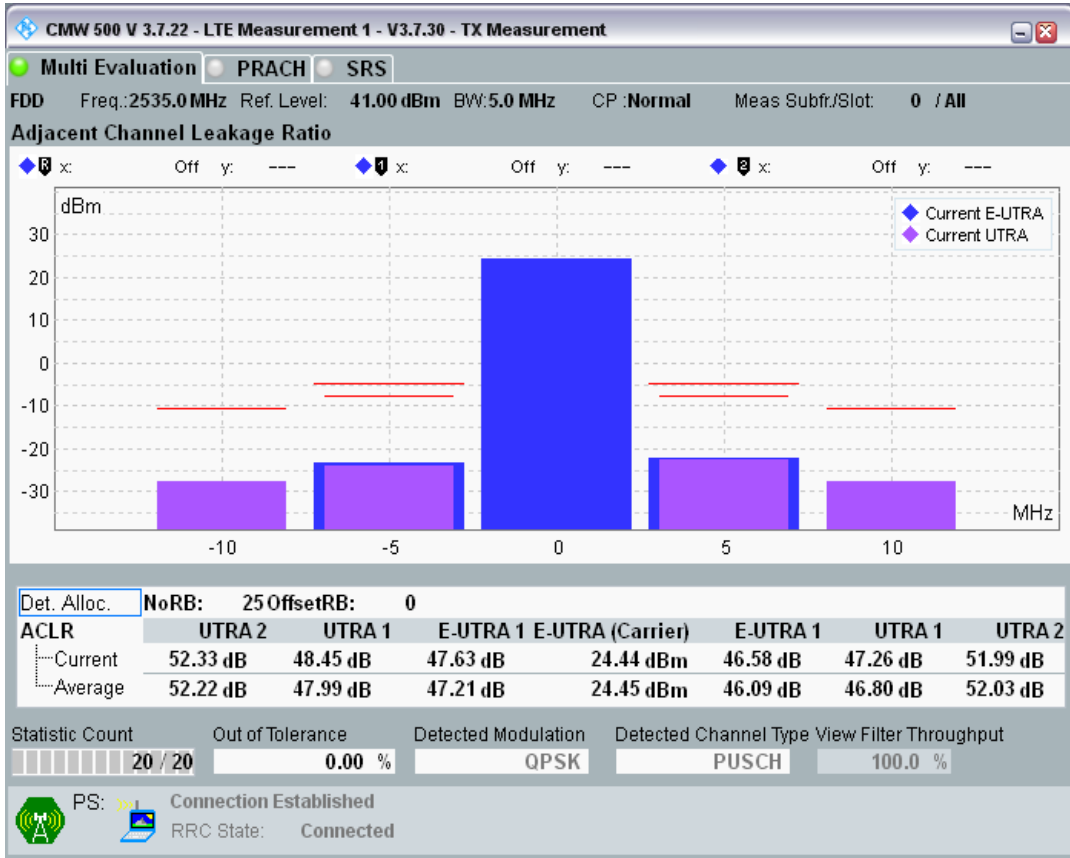 CMW 500 V 3.7.22 - LTE Measurement 1 - V3.7.30 - TX Measurement
Multi Evaluation PRACH SRS
FDD Freq.:2535.0 MHz Ref. Level: 41.00 dBm BW:5.0 MHz CP :Normal Meas Subfr./Slot: 0 / All
Adjacent Channel Leakage Ratio
R x: Off y: --- 1 x: Off y: --- 2 x: Off y: ---
dBm
Current E-UTRA
Current UTRA
30
20
10
0
-10
-20
-30
MHz
-10 -5 0 5 10
Det. Alloc. NoRB: 25 OffsetRB: 0
ACLR UTRA 2 UTRA 1 E-UTRA 1 E-UTRA (Carrier) E-UTRA 1 UTRA 1 UTRA 2
Current 52.33 dB 48.45 dB 47.63 dB 24.44 dBm 46.58 dB 47.26 dB 51.99 dB
Average 52.22 dB 47.99 dB 47.21 dB 24.45 dBm 46.09 dB 46.80 dB 52.03 dB
Statistic Count Out of Tolerance Detected Modulation Detected Channel Type View Filter Throughput
20 / 20 0.00 % QPSK PUSCH 100.0 %
PS: Connection Established
RRC State: Connected